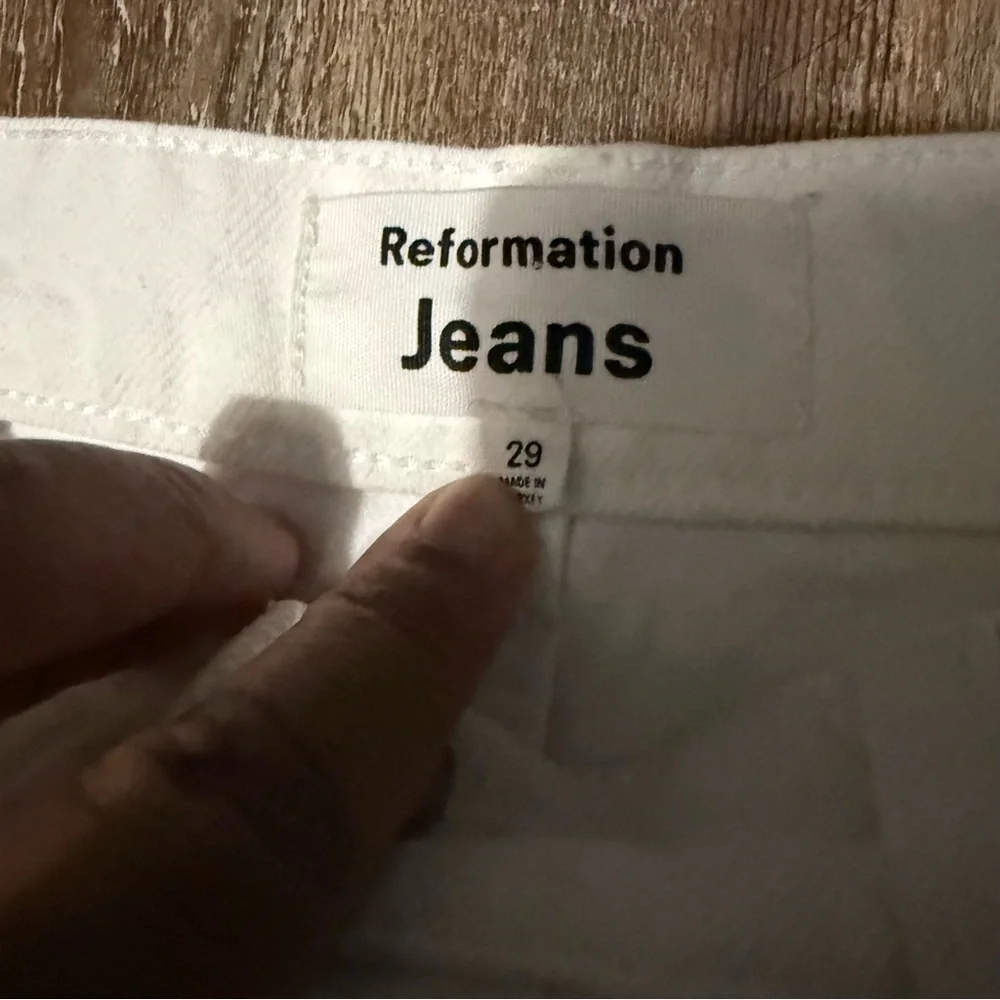 Reformation
Jeans
29
MADE IN